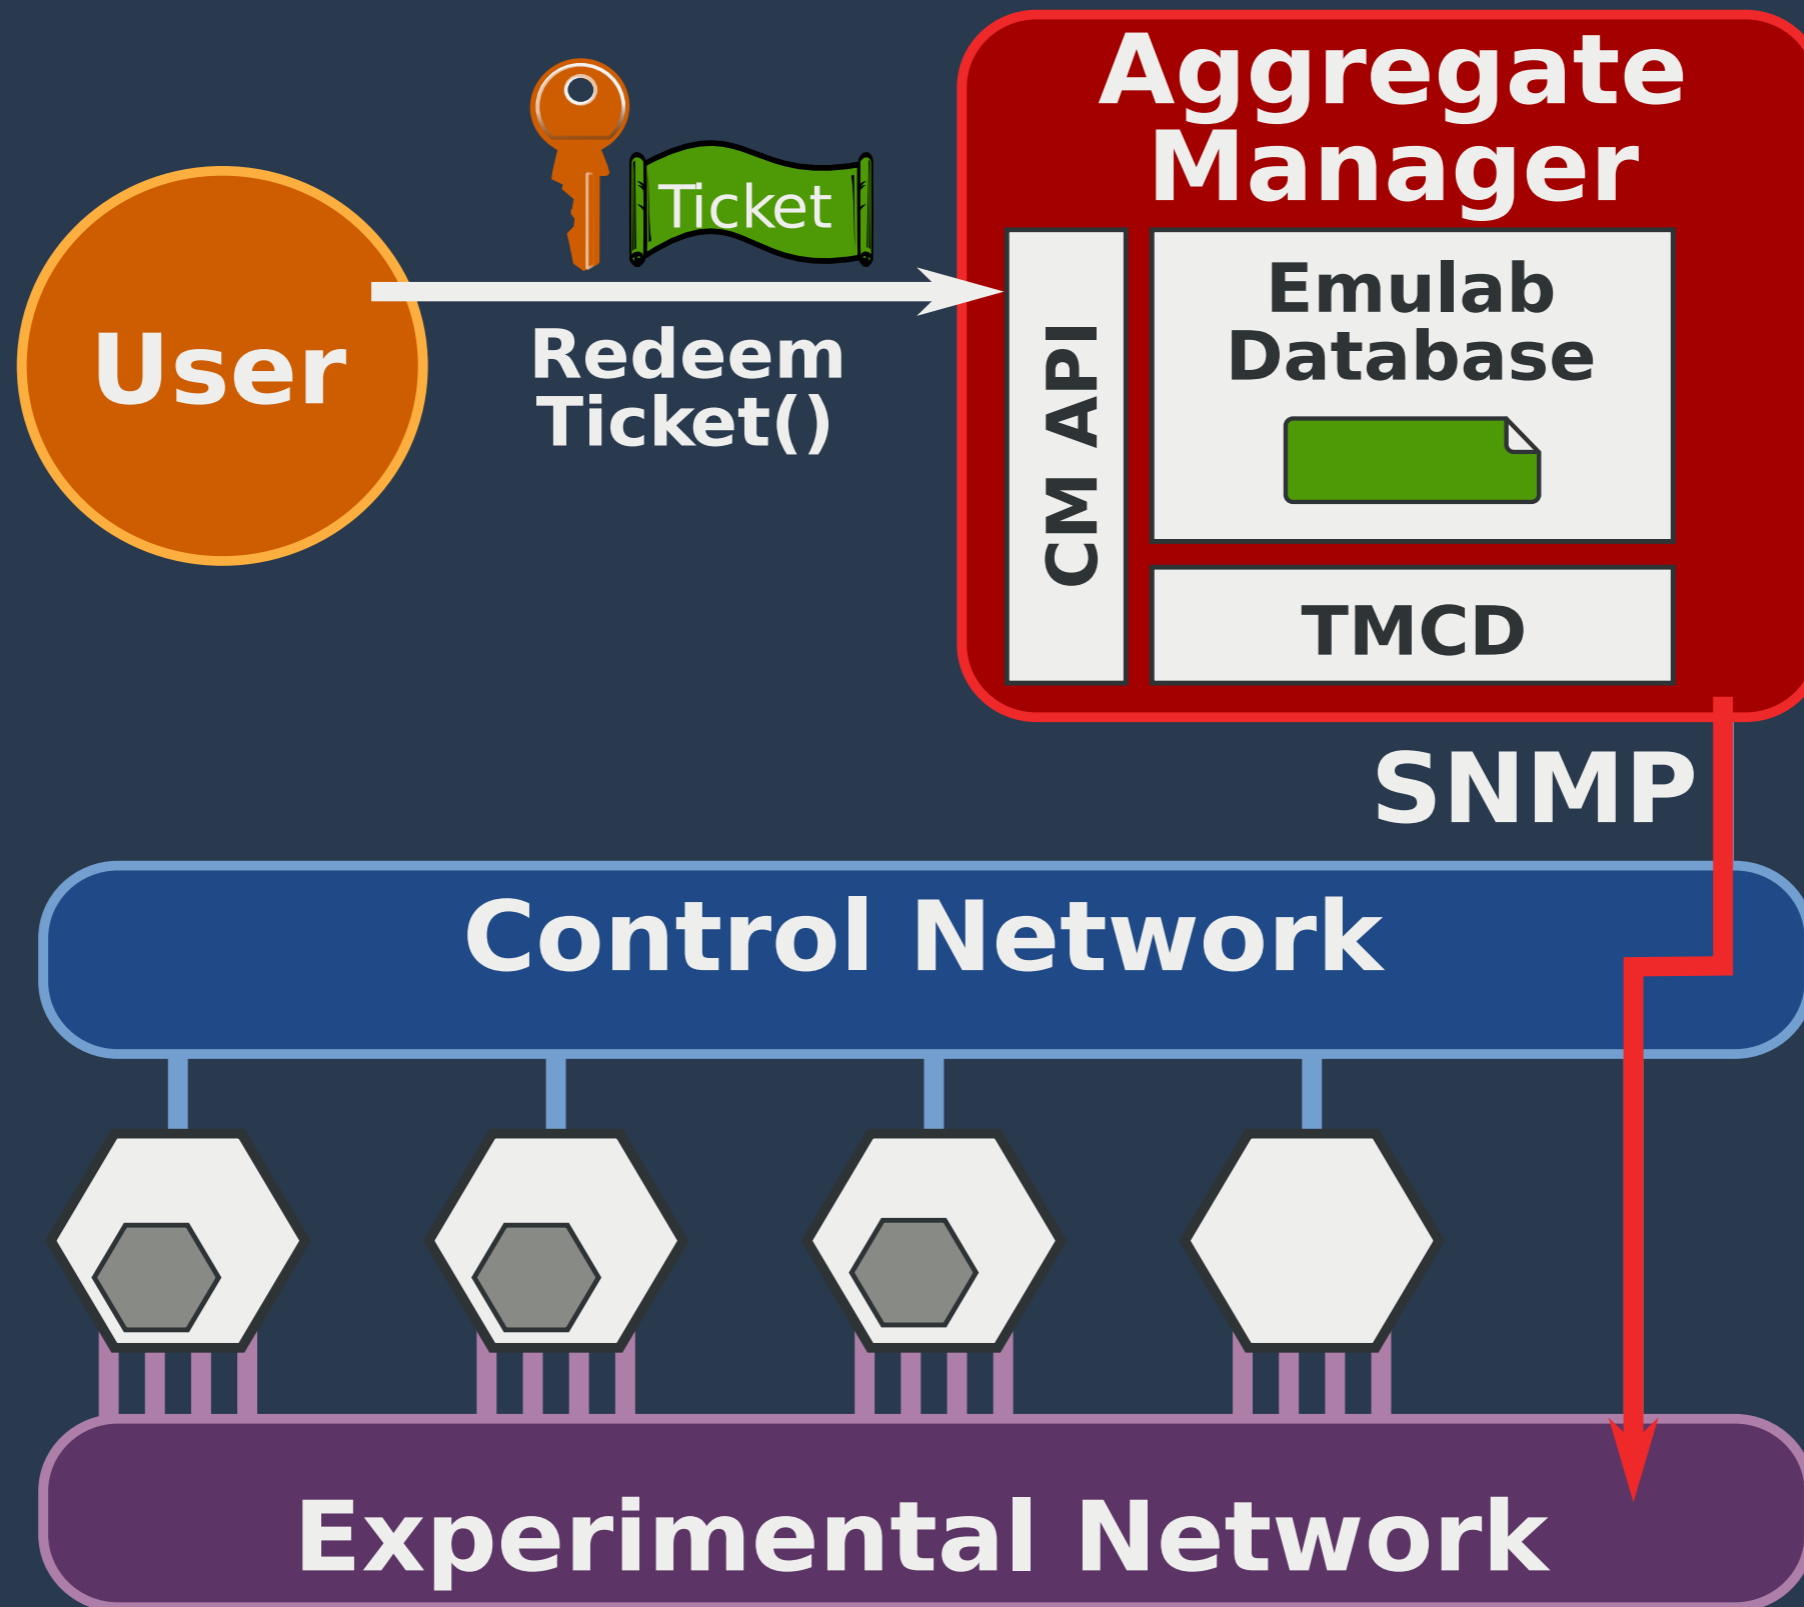 Aggregate
Manager
Ticket
User
Redeem
Ticket()
CM API
Emulab
Database
TMCD
SNMP
Control Network
Experimental Network